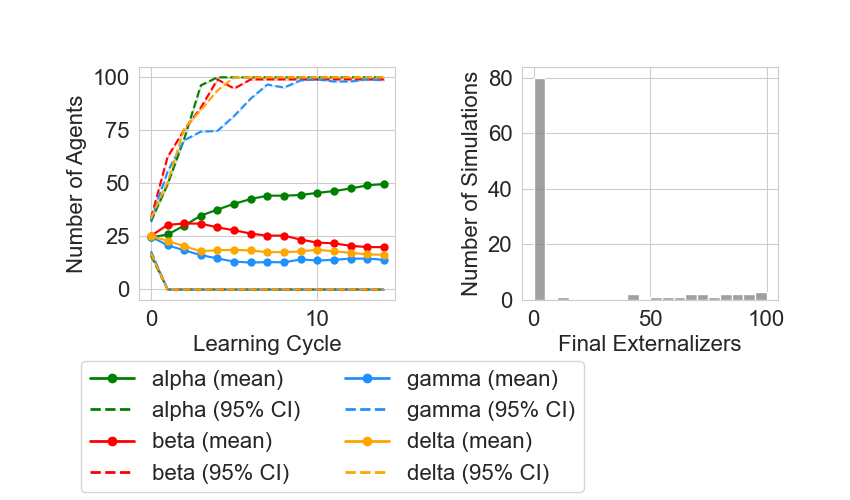 Number of Agents
100
75
50
25
0
0
10
Learning Cycle
Number of Simulations
80
60
40
20
0
0
50
100
Final Externalizers
alpha (mean)
alpha (95% CI)
beta (mean)
beta (95% CI)
gamma (mean)
gamma (95% CI)
delta (mean)
delta (95% CI)